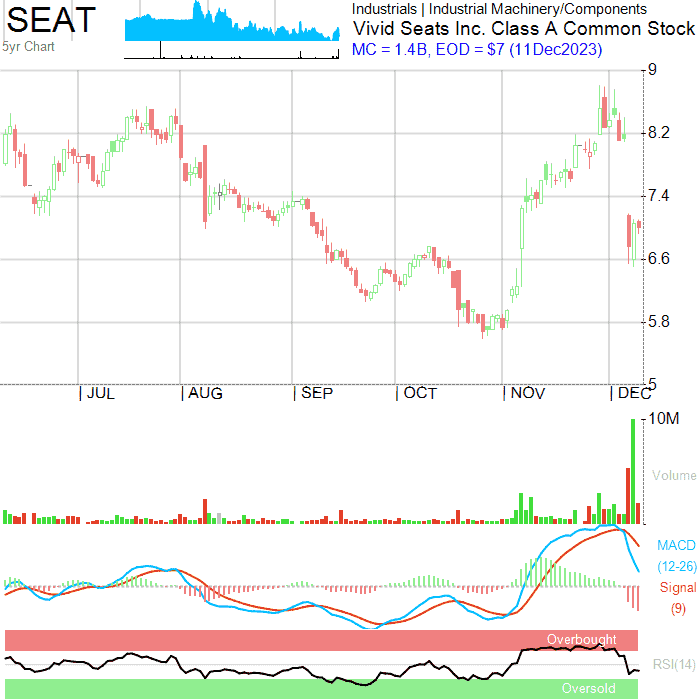 SEAT
5yr Chart
Industrials | Industrial Machinery/Components
Vivid Seats Inc. Class A Common Stock
MC = 1.4B, EOD = $7 (11Dec2023)
9
8.2
7.4
6.6
5.8
5
JUL
AUG
SEP
OCT
NOV
DEC
10M
Volume
MACD
(12-26)
Signal
(9)
Overbought
RSI(14)
Oversold